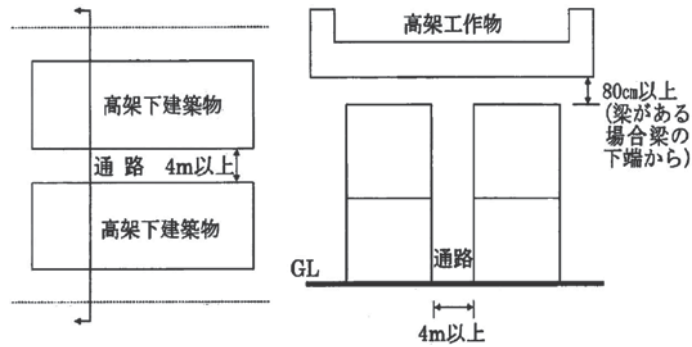 高架下建築物
通路 4m以上
高架下建築物
高架工作物
80cm以上
(梁がある
場合梁の
下端から)
通路
GL
4m以上